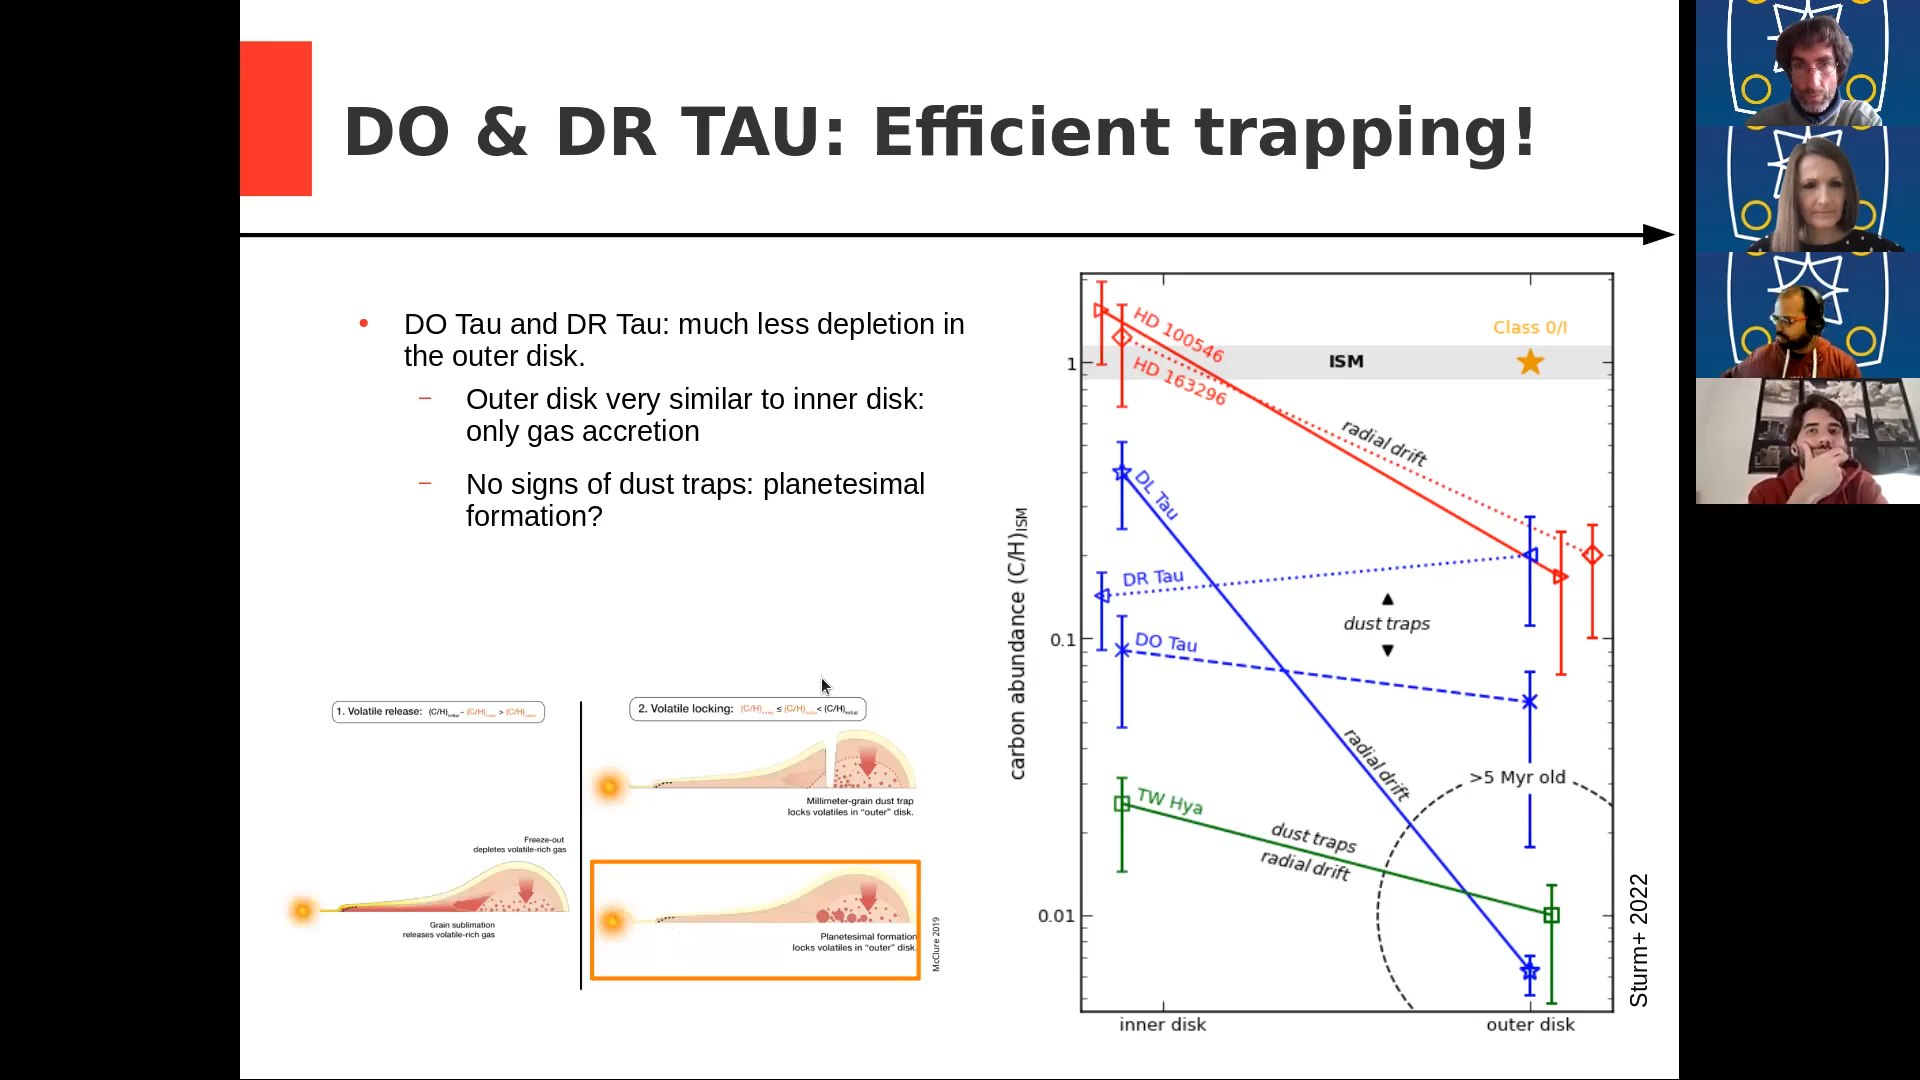 DO & DR TAU: Efficient trapping!
• DO Tau and DR Tau: much less depletion in
the outer disk.
– Outer disk very similar to inner disk:
only gas accretion
– No signs of dust traps: planetesimal
formation?
1. Volatile release: (C/H)
2. Volatile locking: (C/H) ≤ (C/H) < (C/H)
Millimeter-grain dust trap
locks volatiles in “outer” disk.
Freeze-out
depletes volatile-rich gas
Grain sublimation
releases volatile-rich gas
Planetesimal formation
locks volatiles in “outer” disk.
McClure 2019
carbon abundance (C/H)ISM
1
0.1
0.01
HD 100546
HD 163296
ISM
Class 0/I
radial drift
DL Tau
DR Tau
dust traps
DO Tau
radial drift
>5 Myr old
TW Hya
dust traps
radial drift
inner disk
outer disk
Sturm+ 2022